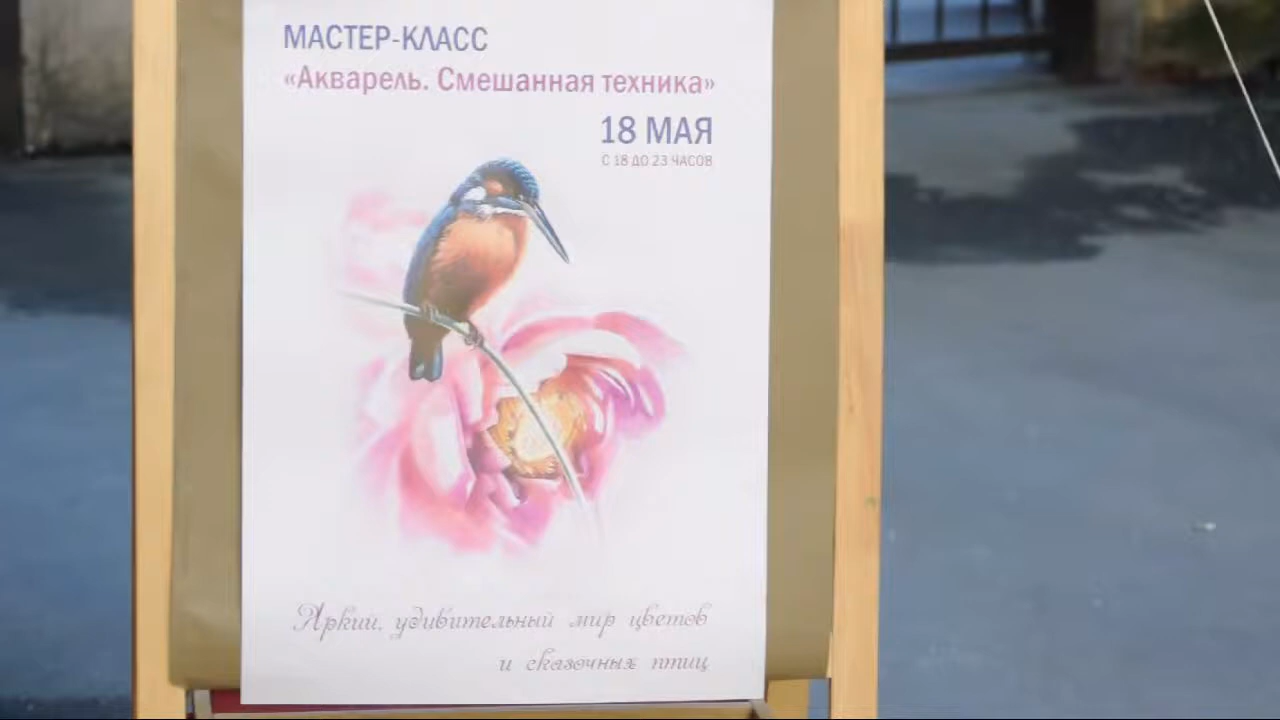 МАСТЕР-КЛАСС
«Акварель. Смешанная техника»
18 МАЯ
С 18 ДО 23 ЧАСОВ
Яркий, удивительный мир цветов
и сказочных птиц